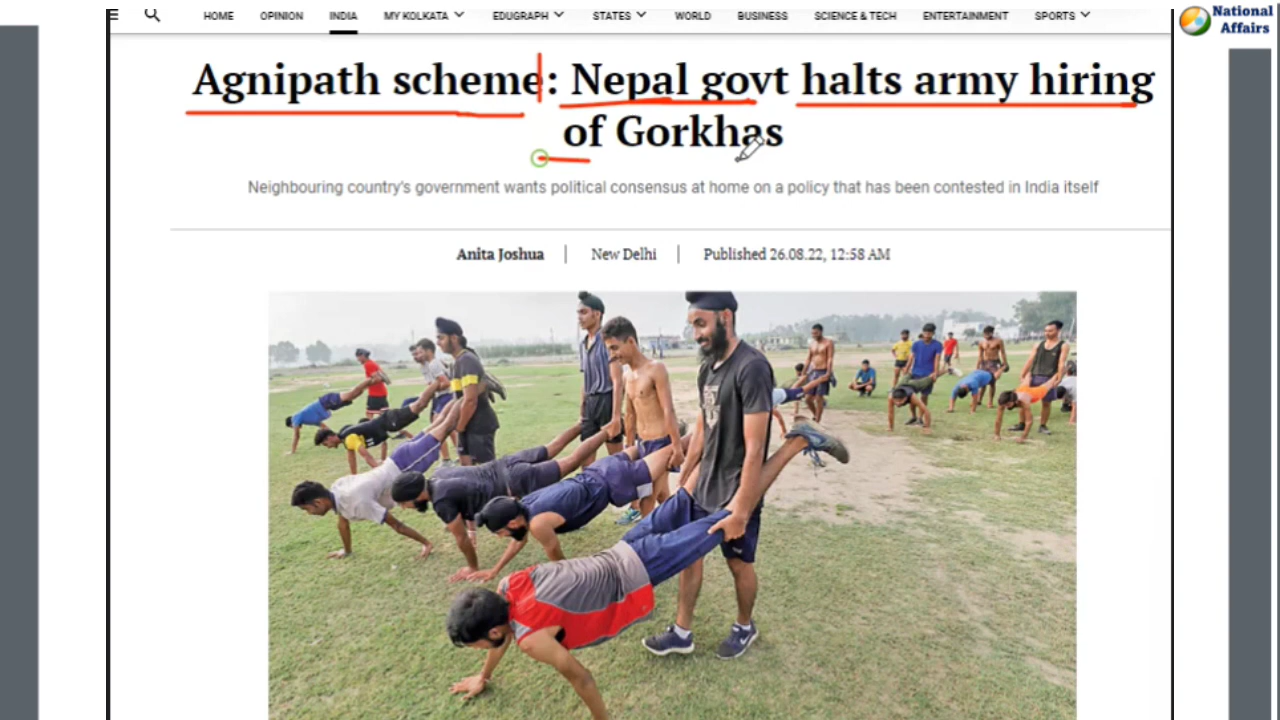 HOME OPINION INDIA MY KOLKATA EDUGRAPH STATES WORLD BUSINESS SCIENCE & TECH ENTERTAINMENT SPORTS
National
Affairs
Agnipath scheme: Nepal govt halts army hiring
of Gorkhas
Neighbouring country's government wants political consensus at home on a policy that has been contested in India itself
Anita Joshua | New Delhi | Published 26.08.22, 12:58 AM